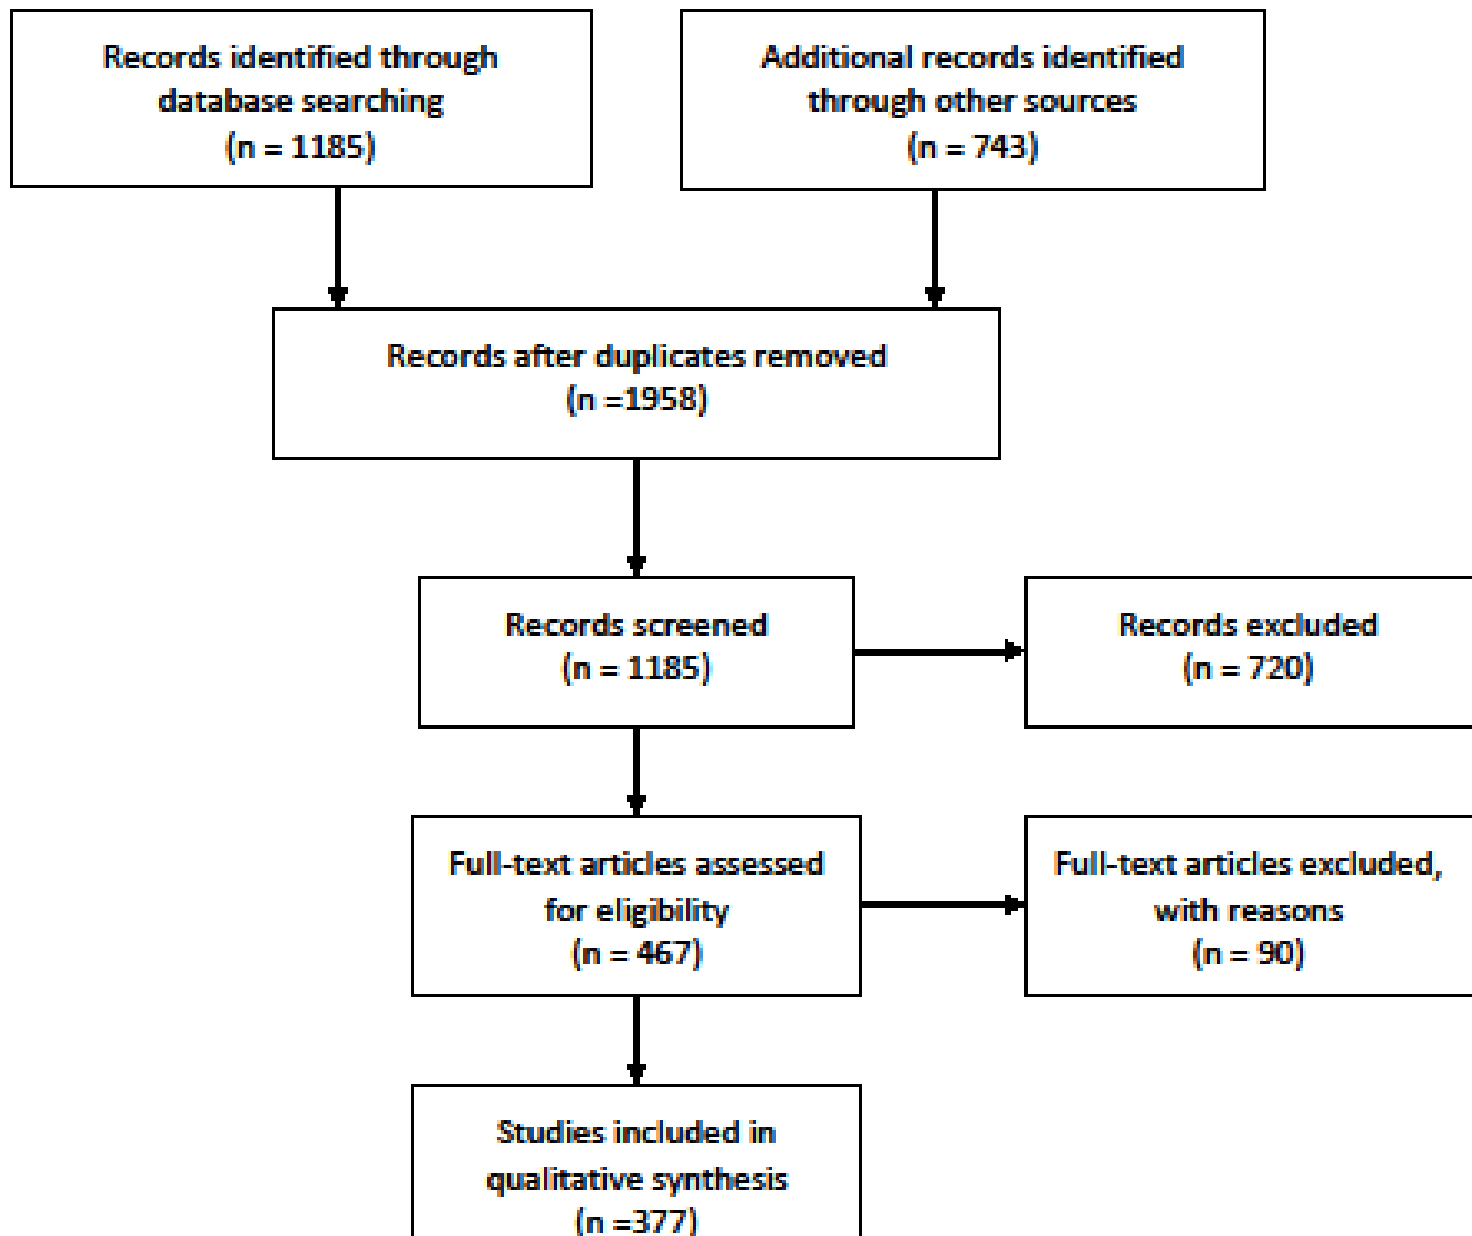 Records identified through
database searching
(n = 1185)
Additional records identified
through other sources
(n = 743)
Records after duplicates removed
(n =1958)
Records screened
(n = 1185)
Records excluded
(n = 720)
Full-text articles assessed
for eligibility
(n = 467)
Full-text articles excluded,
with reasons
(n = 90)
Studies included in
qualitative synthesis
(n =377)